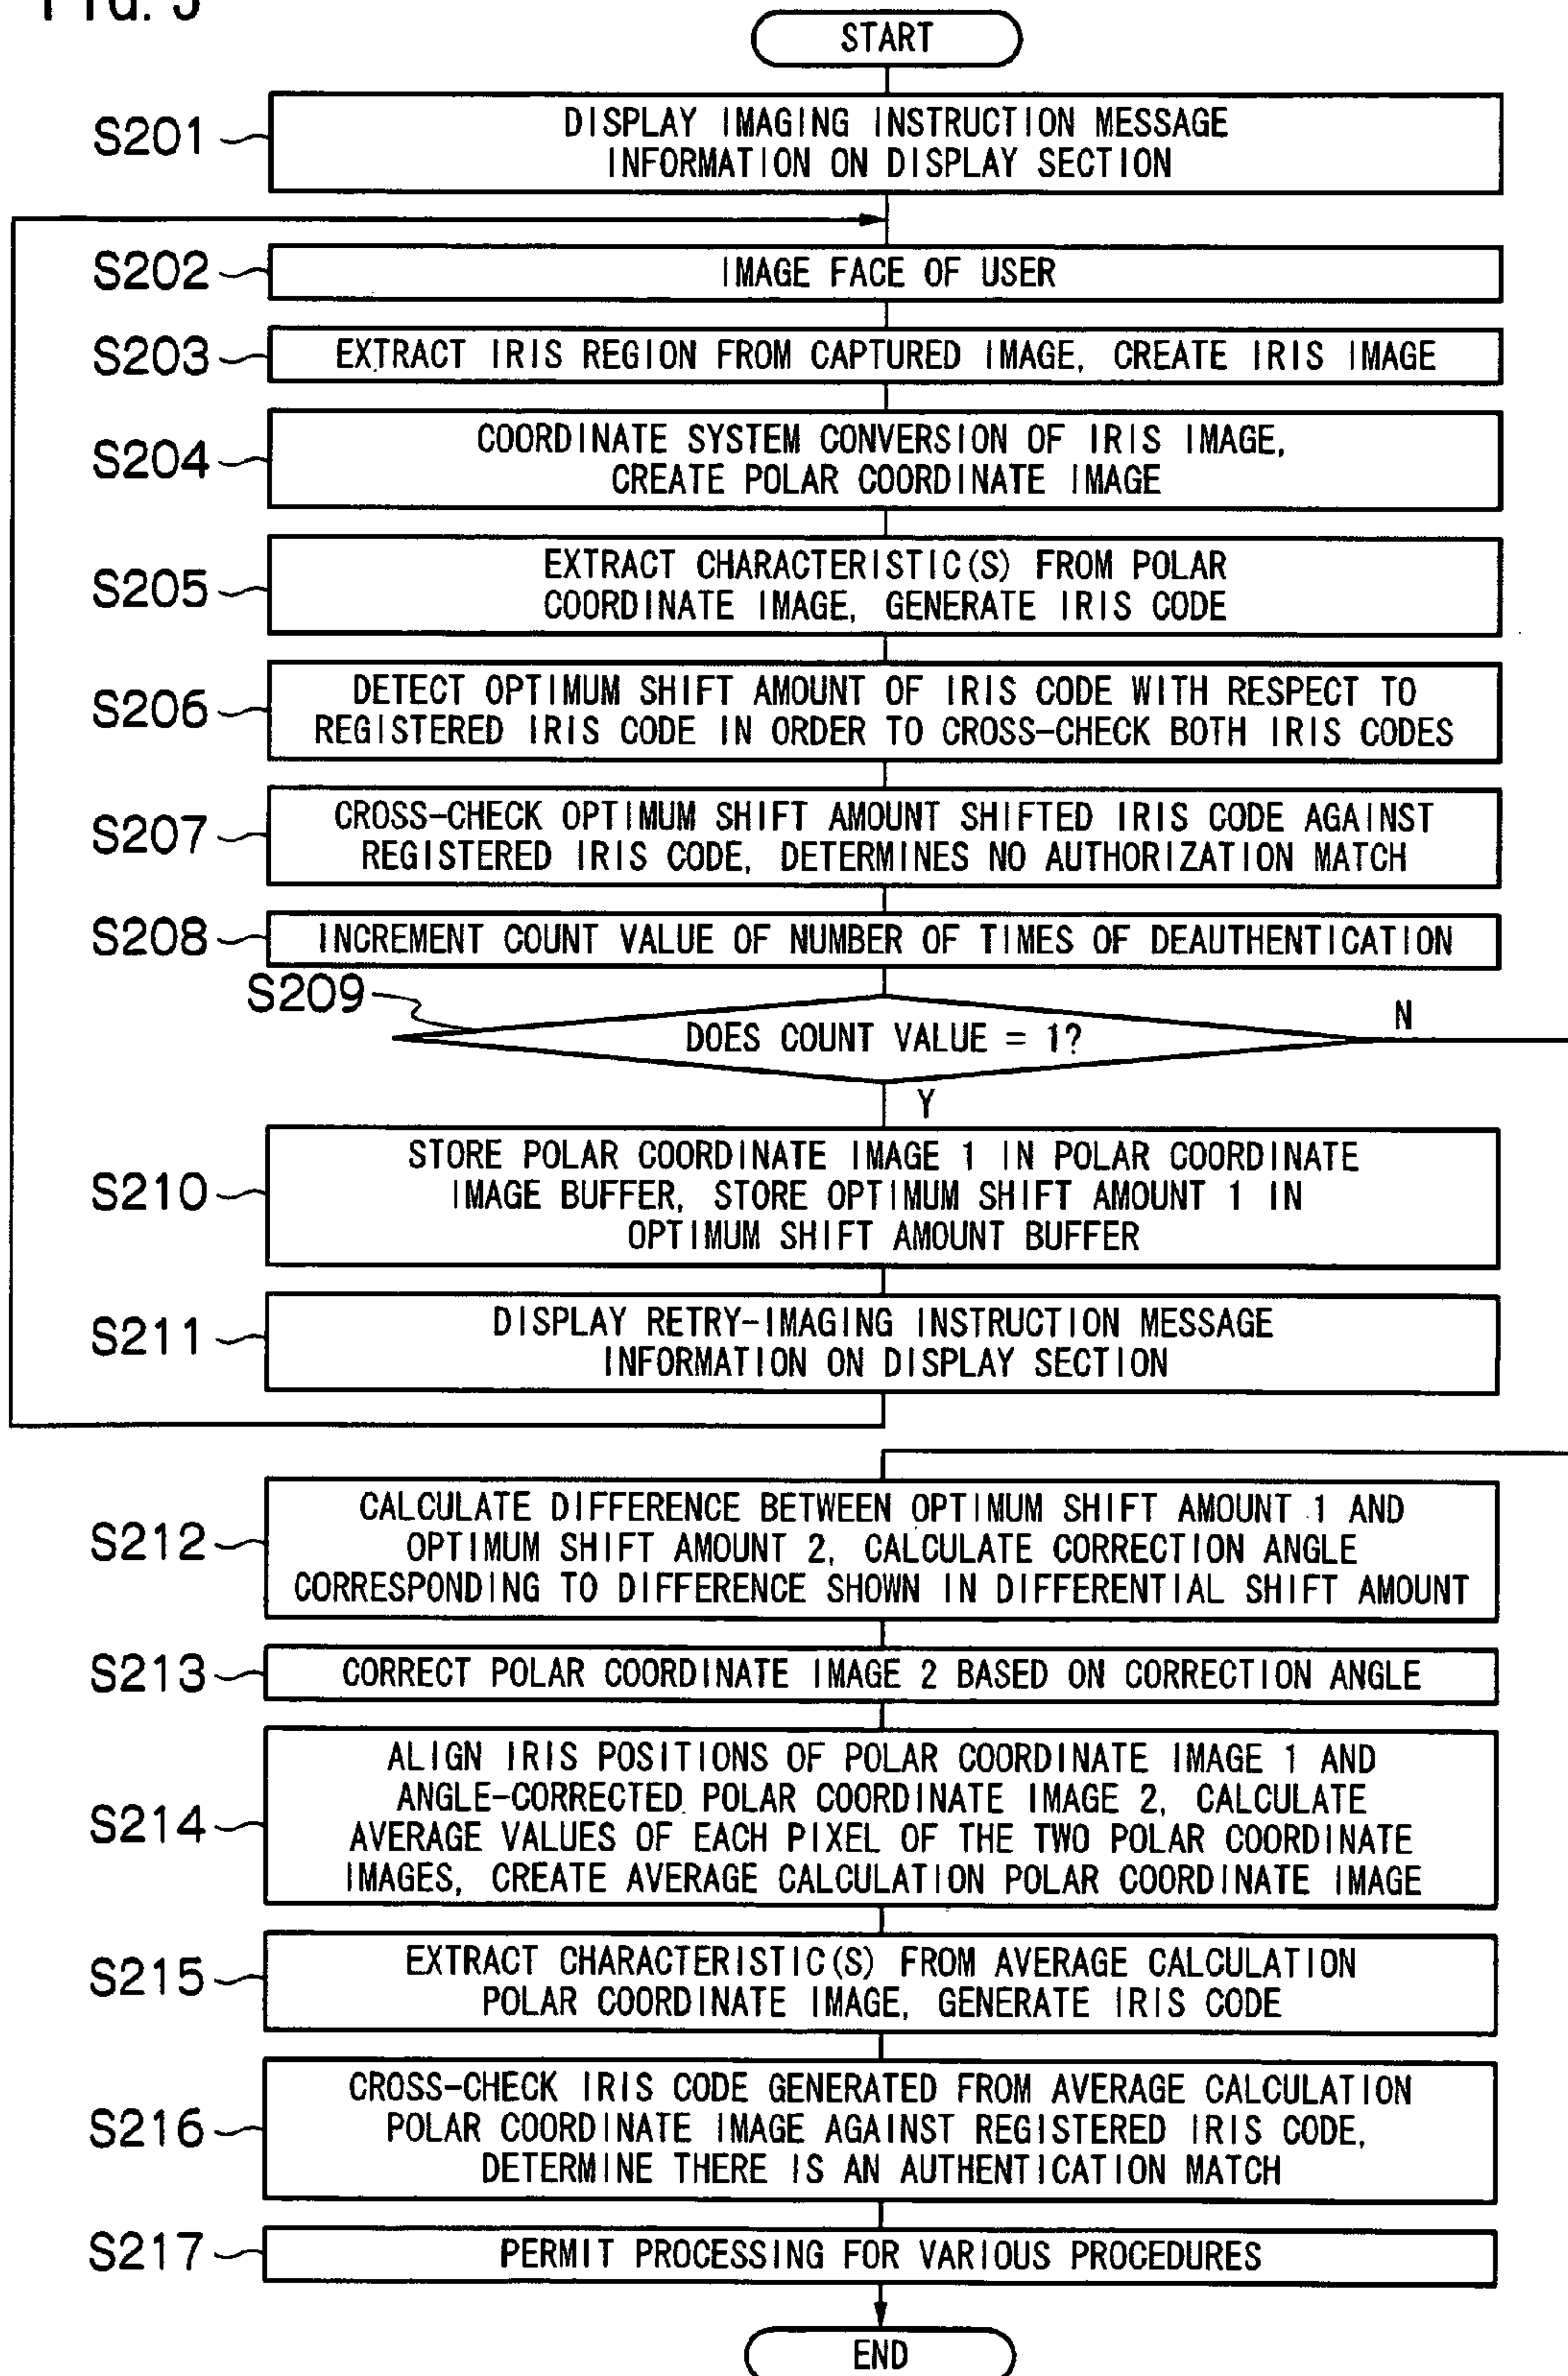 START
S201
DISPLAY IMAGING INSTRUCTION MESSAGE
INFORMATION ON DISPLAY SECTION
S202
IMAGE FACE OF USER
S203
EXTRACT IRIS REGION FROM CAPTURED IMAGE, CREATE IRIS IMAGE
S204
COORDINATE SYSTEM CONVERSION OF IRIS IMAGE,
CREATE POLAR COORDINATE IMAGE
S205
EXTRACT CHARACTERISTIC(S) FROM POLAR
COORDINATE IMAGE, GENERATE IRIS CODE
S206
DETECT OPTIMUM SHIFT AMOUNT OF IRIS CODE WITH RESPECT TO
REGISTERED IRIS CODE IN ORDER TO CROSS-CHECK BOTH IRIS CODES
S207
CROSS-CHECK OPTIMUM SHIFT AMOUNT SHIFTED IRIS CODE AGAINST
REGISTERED IRIS CODE, DETERMINES NO AUTHORIZATION MATCH
S208
INCREMENT COUNT VALUE OF NUMBER OF TIMES OF DEAUTHENTICATION
S209
DOES COUNT VALUE = 1?
N
Y
S210
STORE POLAR COORDINATE IMAGE 1 IN POLAR COORDINATE
IMAGE BUFFER, STORE OPTIMUM SHIFT AMOUNT 1 IN
OPTIMUM SHIFT AMOUNT BUFFER
S211
DISPLAY RETRY-IMAGING INSTRUCTION MESSAGE
INFORMATION ON DISPLAY SECTION
S212
CALCULATE DIFFERENCE BETWEEN OPTIMUM SHIFT AMOUNT 1 AND
OPTIMUM SHIFT AMOUNT 2, CALCULATE CORRECTION ANGLE
CORRESPONDING TO DIFFERENCE SHOWN IN DIFFERENTIAL SHIFT AMOUNT
S213
CORRECT POLAR COORDINATE IMAGE 2 BASED ON CORRECTION ANGLE
S214
ALIGN IRIS POSITIONS OF POLAR COORDINATE IMAGE 1 AND
ANGLE-CORRECTED POLAR COORDINATE IMAGE 2, CALCULATE
AVERAGE VALUES OF EACH PIXEL OF THE TWO POLAR COORDINATE
IMAGES, CREATE AVERAGE CALCULATION POLAR COORDINATE IMAGE
S215
EXTRACT CHARACTERISTIC(S) FROM AVERAGE CALCULATION
POLAR COORDINATE IMAGE, GENERATE IRIS CODE
S216
CROSS-CHECK IRIS CODE GENERATED FROM AVERAGE CALCULATION
POLAR COORDINATE IMAGE AGAINST REGISTERED IRIS CODE,
DETERMINE THERE IS AN AUTHENTICATION MATCH
S217
PERMIT PROCESSING FOR VARIOUS PROCEDURES
END